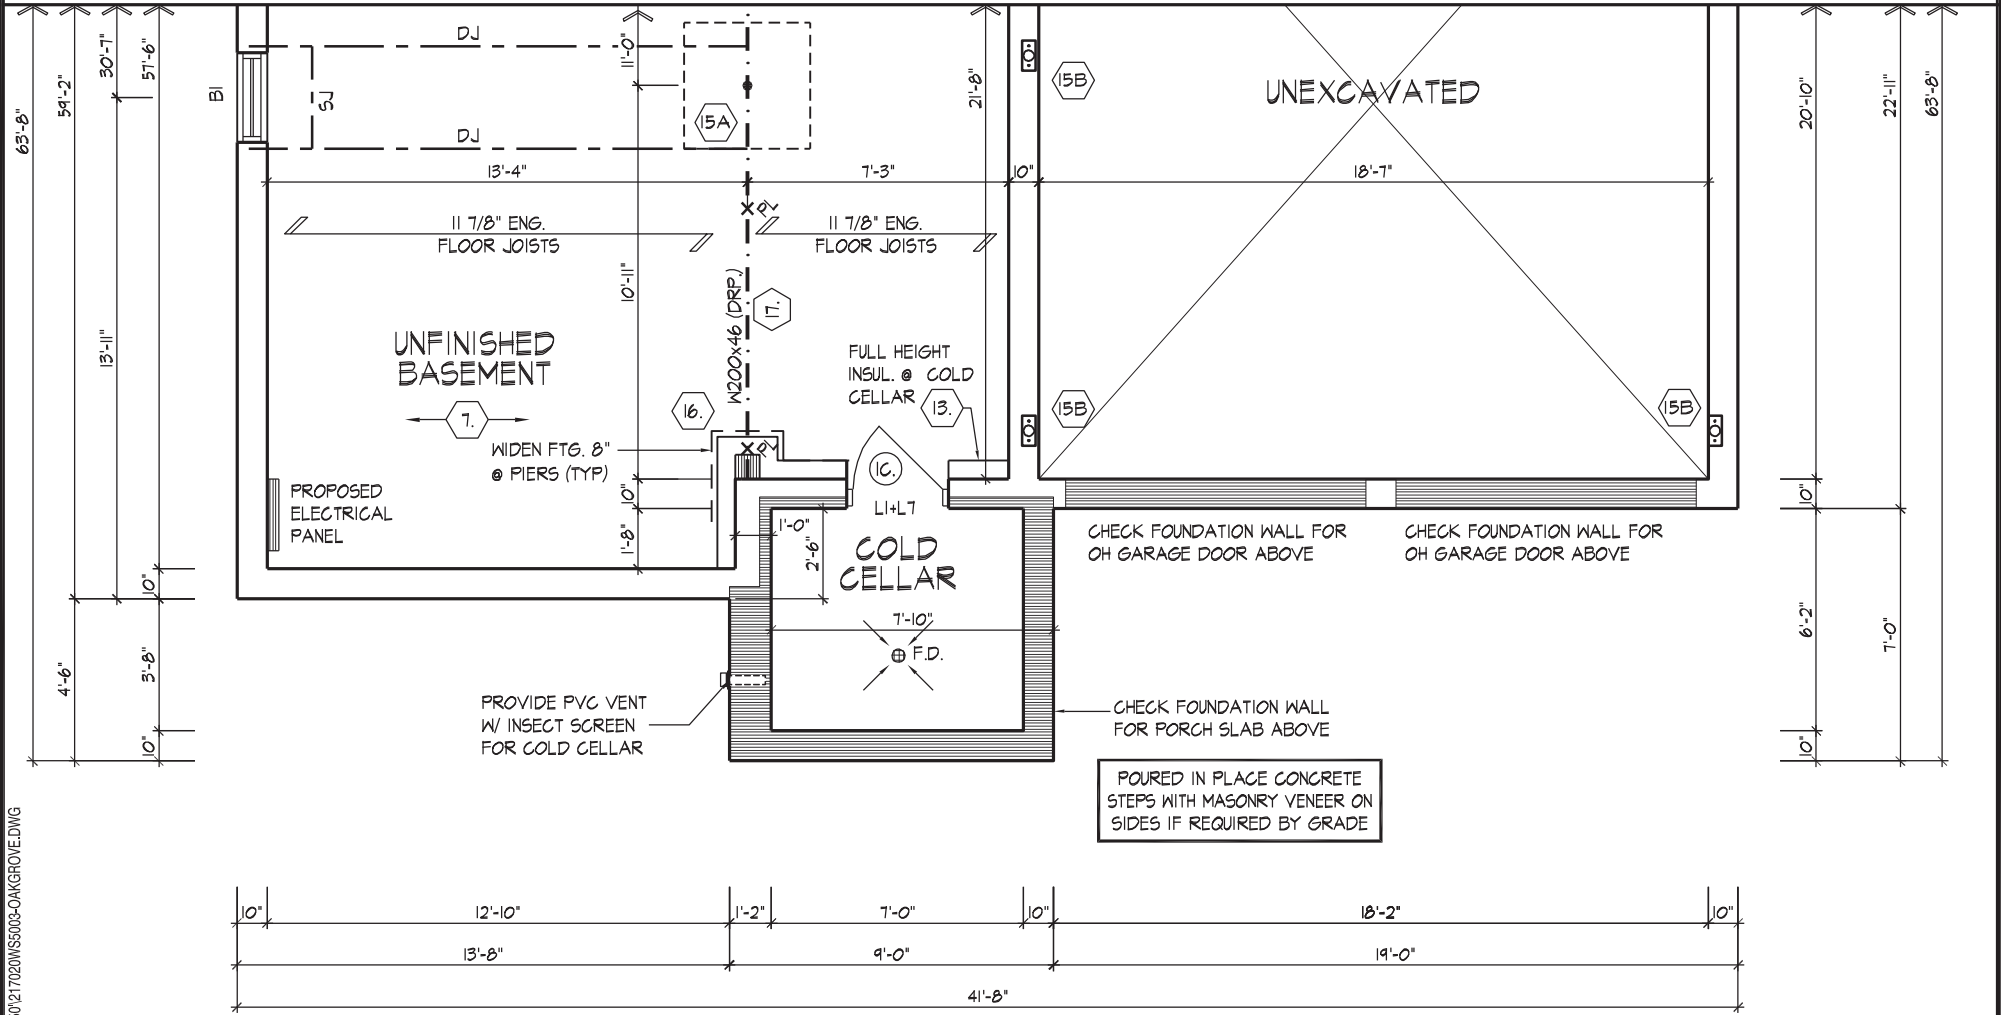 63'-8"
59'-2"
30'-7"
57'-6"
13'-11"
10"
4'-6"
3'-8"
10"
B1
DJ
SJ
DJ
11'-0"
15A
21'-8"
15B
UNEXCAVATED
20'-10"
22'-11"
63'-8"
13'-4"
7'-3"
10"
18'-7"
PL
11 7/8" ENG.
FLOOR JOISTS
11 7/8" ENG.
FLOOR JOISTS
10'-11"
W200x46 (DRP.)
17.
UNFINISHED
BASEMENT
7.
FULL HEIGHT
INSUL. @ COLD
CELLAR
13.
16.
15B
15B
WIDEN FTG. 8"
@ PIERS (TYP)
PL
1C.
L1+L7
PROPOSED
ELECTRICAL
PANEL
10"
1'-8"
1'-0"
2'-6"
COLD
CELLAR
7'-10"
F.D.
CHECK FOUNDATION WALL FOR
OH GARAGE DOOR ABOVE
CHECK FOUNDATION WALL FOR
OH GARAGE DOOR ABOVE
10"
6'-2"
7'-0"
10"
PROVIDE PVC VENT
W/ INSECT SCREEN
FOR COLD CELLAR
CHECK FOUNDATION WALL
FOR PORCH SLAB ABOVE
POURED IN PLACE CONCRETE
STEPS WITH MASONRY VENEER ON
SIDES IF REQUIRED BY GRADE
10"
12'-10"
1'-2"
7'-0"
10"
18'-2"
10"
13'-8"
9'-0"
19'-0"
41'-8"
50\217020WS5003-OAKGROVE.DWG